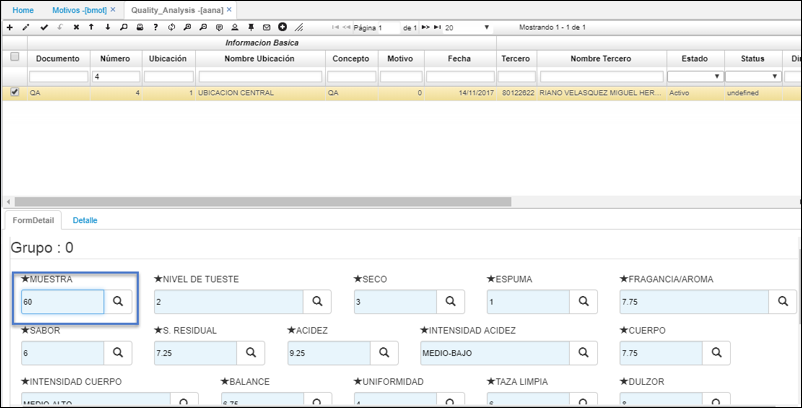 Home Motivos -[bmot] × Quality_Analysis -[aana] ×
Página 1 de 1 20 Mostrando 1 - 1 de 1
Informacion Basica
Documento Número Ubicación Nombre Ubicación Concepto Motivo Fecha Tercero Nombre Tercero Estado Status
4
QA 4 1 UBICACION CENTRAL QA 0 14/11/2017 80122622 RIANO VELASQUEZ MIGUEL HER... Activo undefined
FormDetail Detalle
Grupo : 0
★MUESTRA ★NIVEL DE TUESTE ★SECO ★ESPUMA ★FRAGANCIA/AROMA
60 2 3 1 7.75
★SABOR ★S. RESIDUAL ★ACIDEZ ★INTENSIDAD ACIDEZ ★CUERPO
6 7.25 9.25 MEDIO-BAJO 7.75
★INTENSIDAD CUERPO ★BALANCE ★UNIFORMIDAD ★TAZA LIMPIA ★DULZOR
MEDIO-ALTO 6.75